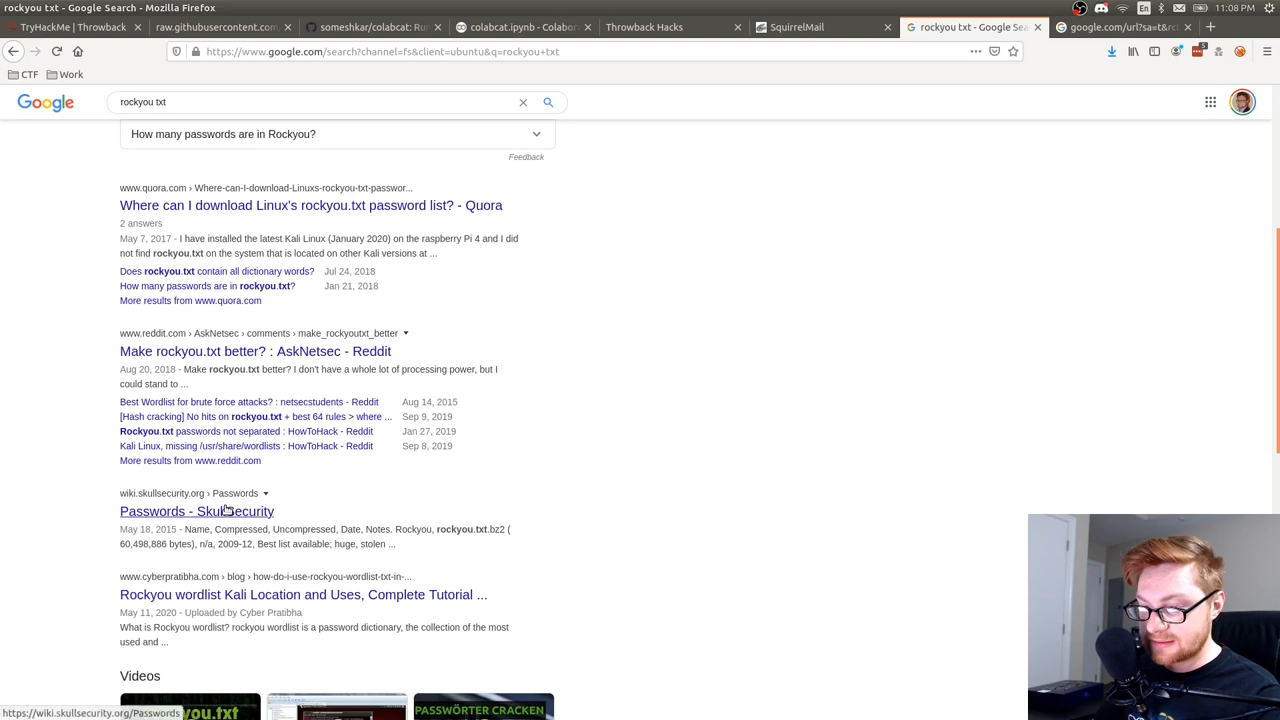 rockyou txt - Google Search - Mozilla Firefox
En
11:08 PM
TryHackMe | Throwback
raw.githubusercontent.com
someshkar/colabcat: Run
colabcat.ipynb - Colabor
Throwback Hacks
SquirrelMail
rockyou txt - Google Sea
google.com/url?sa=t&rct
https://www.google.com/search?channel=fs&client=ubuntu&q=rockyou+txt
CTF
Work
Google
rockyou txt
How many passwords are in Rockyou?
Feedback
www.quora.com › Where-can-I-download-Linuxs-rockyou-txt-passwor...
Where can I download Linux's rockyou.txt password list? - Quora
2 answers
May 7, 2017 - I have installed the latest Kali Linux (January 2020) on the raspberry Pi 4 and I did
not find rockyou.txt on the system that is located on other Kali versions at ...
Does rockyou.txt contain all dictionary words? Jul 24, 2018
How many passwords are in rockyou.txt? Jan 21, 2018
More results from www.quora.com
www.reddit.com › AskNetsec › comments › make_rockyoutxt_better
Make rockyou.txt better? : AskNetsec - Reddit
Aug 20, 2018 - Make rockyou.txt better? I don't have a whole lot of processing power, but I
could stand to ...
Best Wordlist for brute force attacks? : netsecstudents - Reddit Aug 14, 2015
[Hash cracking] No hits on rockyou.txt + best 64 rules > where ... Sep 9, 2019
Rockyou.txt passwords not separated : HowToHack - Reddit Jan 27, 2019
Kali Linux, missing /usr/share/wordlists : HowToHack - Reddit Sep 8, 2019
More results from www.reddit.com
wiki.skullsecurity.org › Passwords
Passwords - SkullSecurity
May 18, 2015 - Name, Compressed, Uncompressed, Date, Notes. Rockyou, rockyou.txt.bz2 (
60,498,886 bytes), n/a, 2009-12, Best list available; huge, stolen ...
www.cyberpratibha.com › blog › how-do-i-use-rockyou-wordlist-txt-in-...
Rockyou wordlist Kali Location and Uses, Complete Tutorial ...
May 11, 2020 - Uploaded by Cyber Pratibha
What is Rockyou wordlist? rockyou wordlist is a password dictionary, the collection of the most
used and ...
Videos
PASSWÖRTER CRACKEN
https://wiki.skullsecurity.org/Passwords